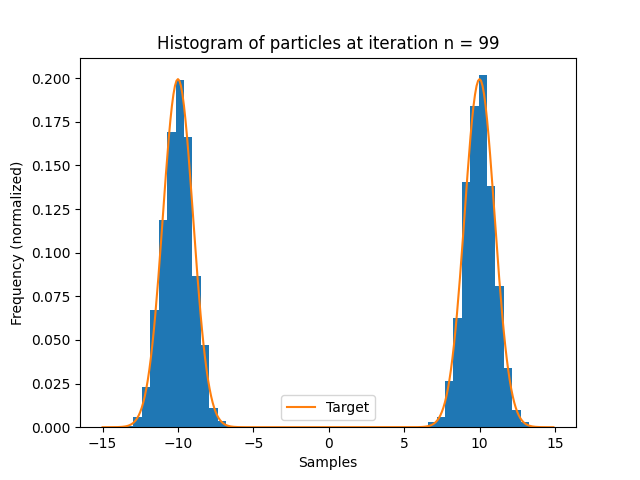 Histogram of particles at iteration n = 99
Frequency (normalized)
0.200
0.175
0.150
0.125
0.100
0.075
0.050
0.025
0.000
Target
−15 −10 −5 0 5 10 15
Samples